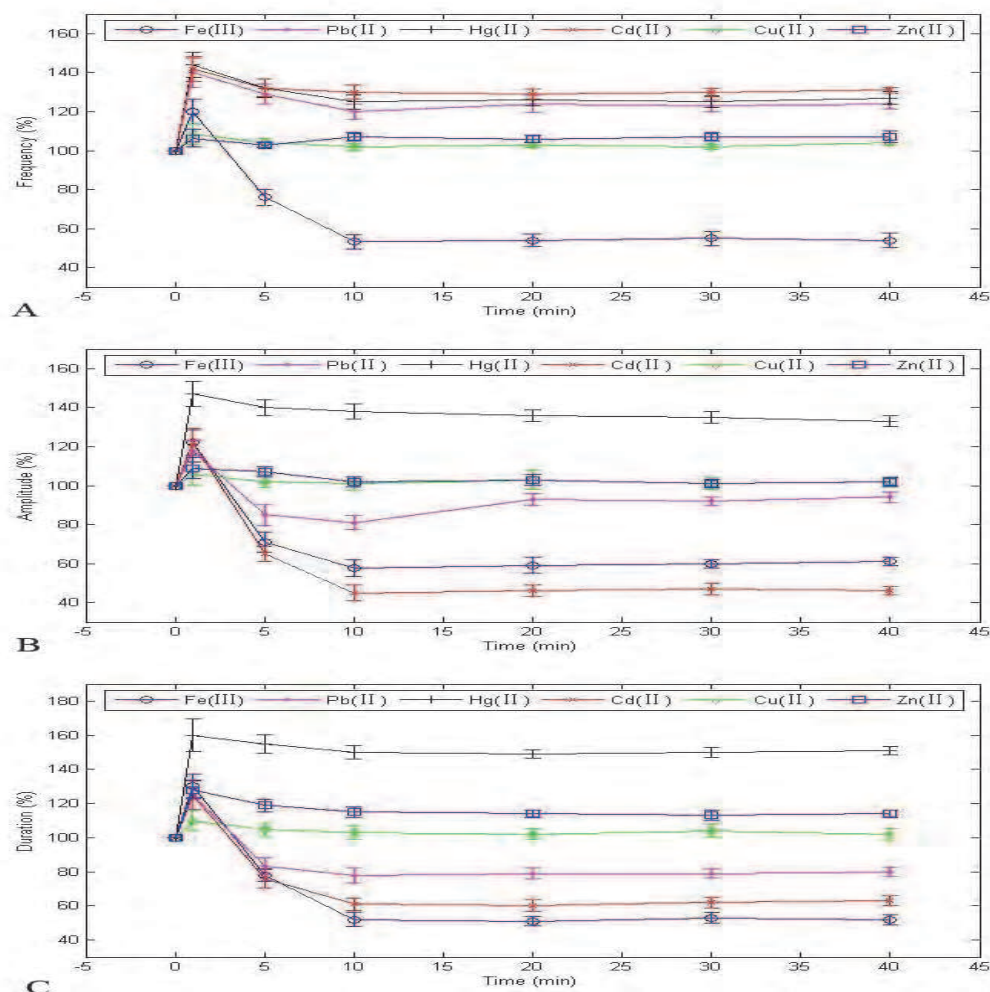 Fe(III) Pb(II) Hg(II) Cd(II) Cu(II) Zn(II)
160
140
120
100
80
60
40
Frequency (%)
-5 0 5 10 15 20 25 30 35 40 45
Time (min)
A
Fe(III) Pb(II) Hg(II) Cd(II) Cu(II) Zn(II)
160
140
120
100
80
60
40
Amplitude (%)
-5 0 5 10 15 20 25 30 35 40 45
Time (min)
B
Fe(III) Pb(II) Hg(II) Cd(II) Cu(II) Zn(II)
180
160
140
120
100
80
60
40
Duration (%)
-5 0 5 10 15 20 25 30 35 40 45
Time (min)
C